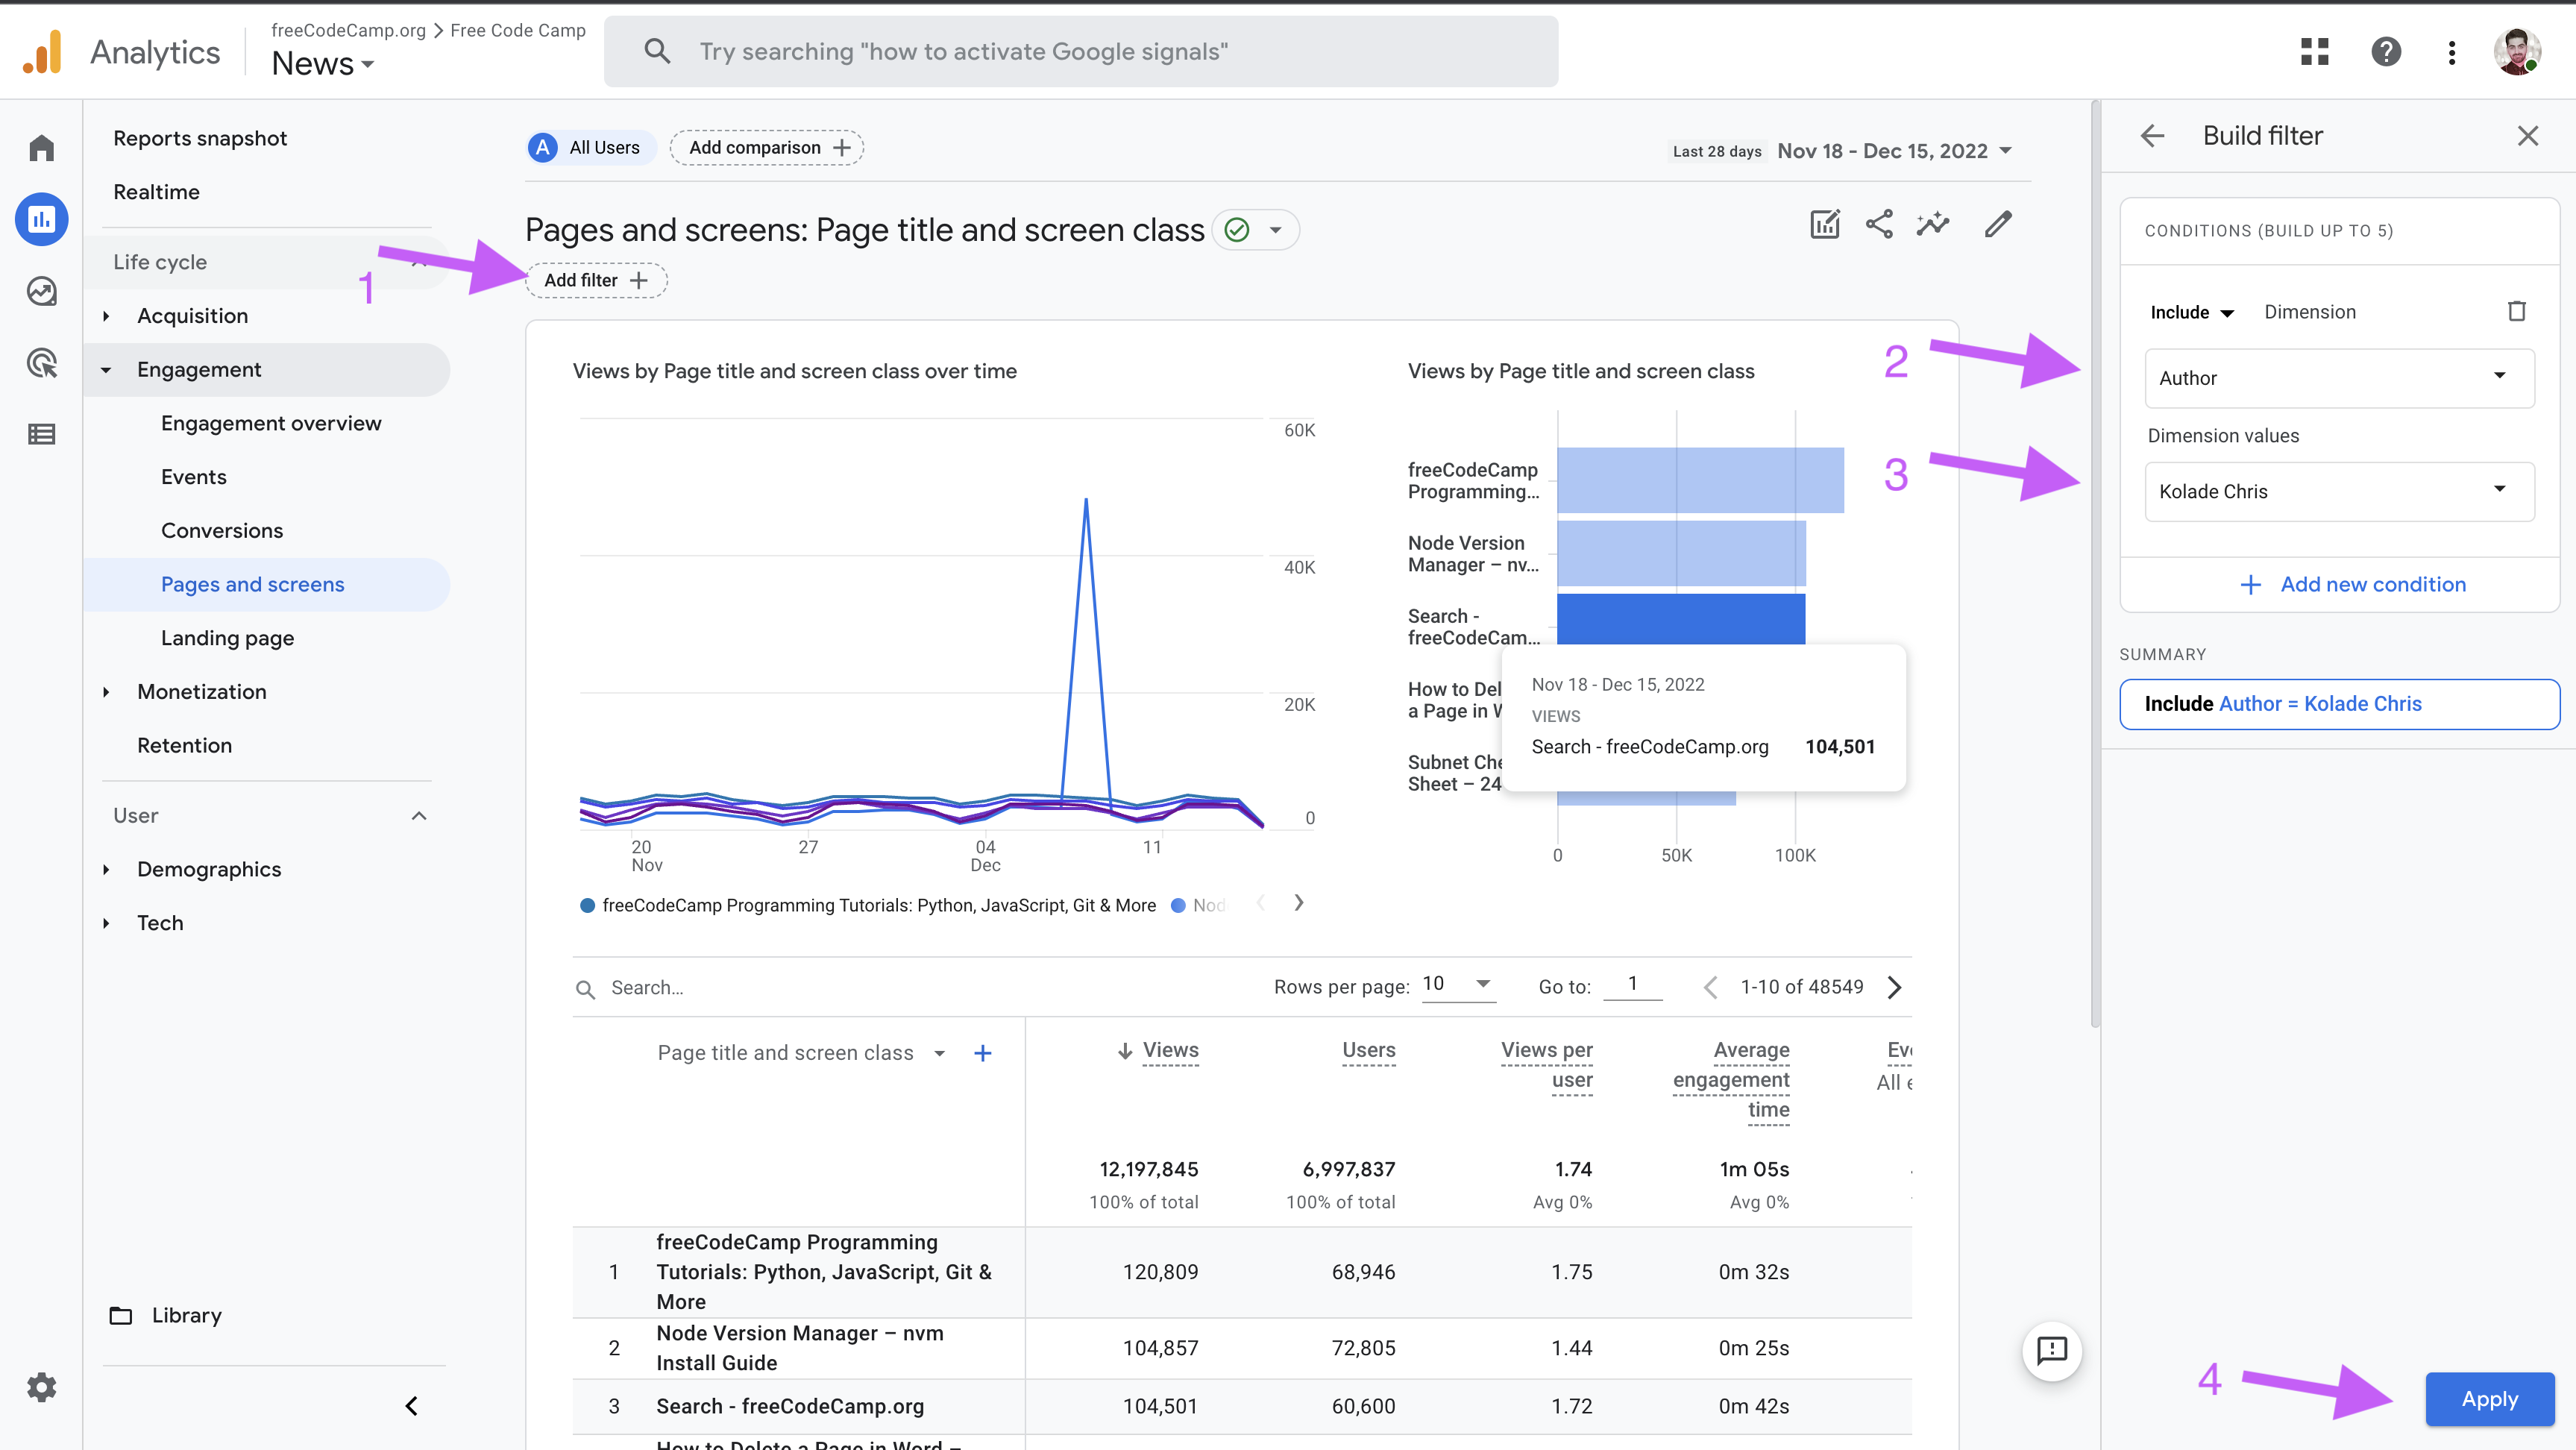 Analytics
freeCodeCamp.org > Free Code Camp
News
Try searching "how to activate Google signals"
Reports snapshot
Realtime
Life cycle
Acquisition
Engagement
Engagement overview
Events
Conversions
Pages and screens
Landing page
Monetization
Retention
User
Demographics
Tech
Library
A All Users
Add comparison +
Last 28 days Nov 18 - Dec 15, 2022
Pages and screens: Page title and screen class
1
Add filter +
Views by Page title and screen class over time
60K
40K
20K
0
20
Nov
27
04
Dec
11
freeCodeCamp Programming Tutorials: Python, JavaScript, Git & More
Nod
Views by Page title and screen class
freeCodeCamp
Programming...
Node Version
Manager – nv...
Search -
freeCodeCam...
How to Del
a Page in W
Subnet Che
Sheet – 24
0
50K
100K
Nov 18 - Dec 15, 2022
VIEWS
Search - freeCodeCamp.org 104,501
Search...
Rows per page: 10
Go to: 1
1-10 of 48549
Page title and screen class +
Views
Users
Views per
user
Average
engagement
time
Eve
All e
12,197,845 6,997,837 1.74 1m 05s
100% of total 100% of total Avg 0% Avg 0%
1 freeCodeCamp Programming
Tutorials: Python, JavaScript, Git &
More
120,809 68,946 1.75 0m 32s
2 Node Version Manager – nvm
Install Guide
104,857 72,805 1.44 0m 25s
3 Search - freeCodeCamp.org 104,501 60,600 1.72 0m 42s
How to Delete a Page in Word –
Build filter
CONDITIONS (BUILD UP TO 5)
Include Dimension
2
Author
Dimension values
3
Kolade Chris
+ Add new condition
SUMMARY
Include Author = Kolade Chris
4
Apply